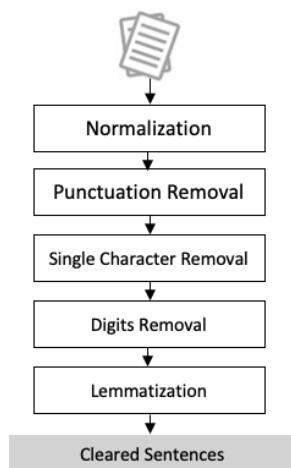 Normalization
Punctuation Removal
Single Character Removal
Digits Removal
Lemmatization
Cleared Sentences